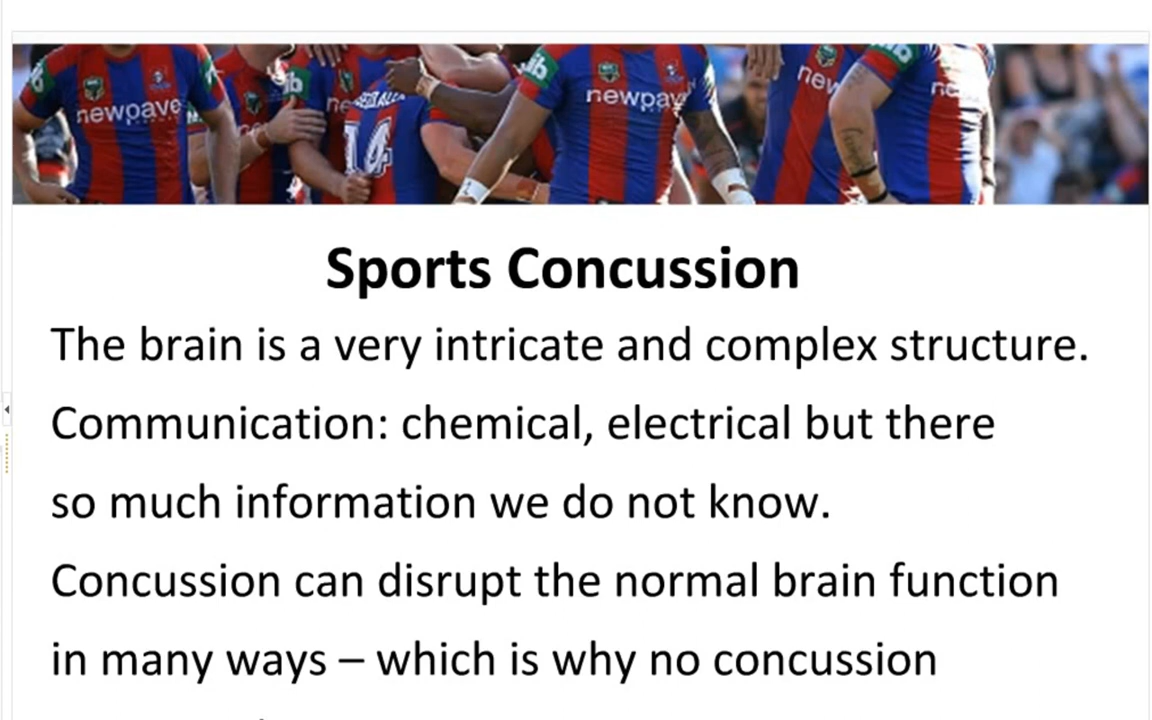 newpave
14
newpav
new
Sports Concussion
The brain is a very intricate and complex structure.
Communication: chemical, electrical but there
so much information we do not know.
Concussion can disrupt the normal brain function
in many ways – which is why no concussion